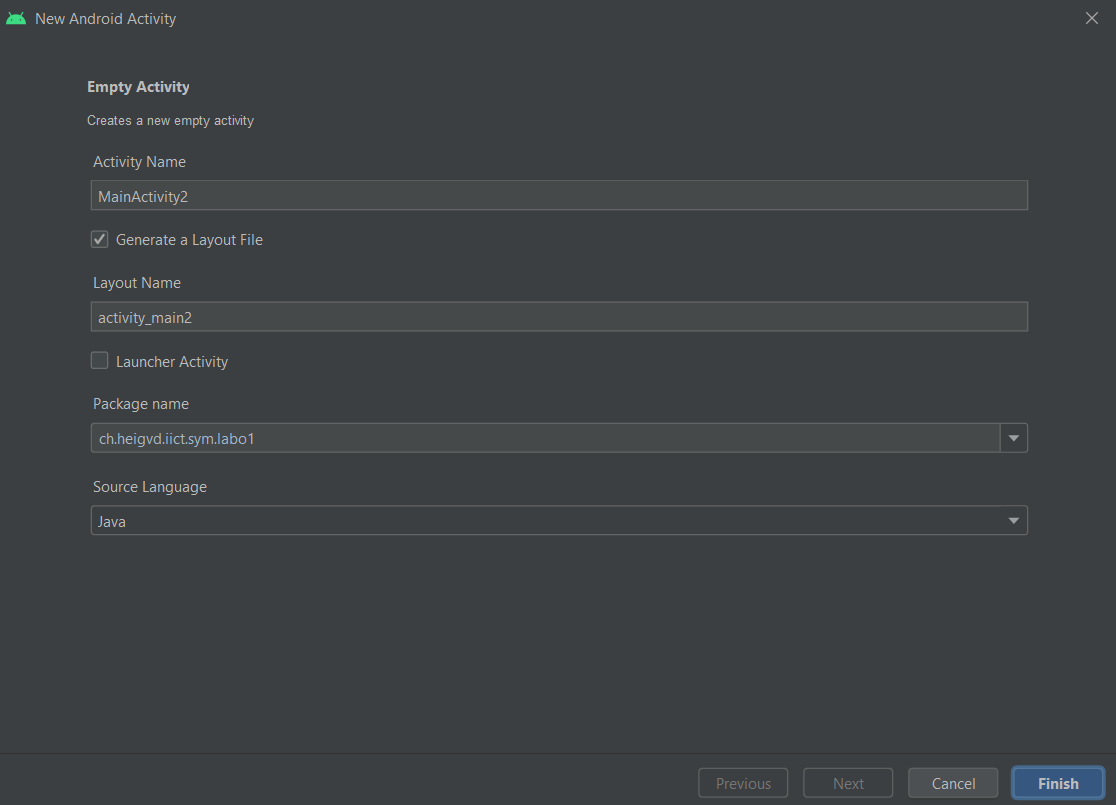 New Android Activity
Empty Activity
Creates a new empty activity
Activity Name
MainActivity2
Generate a Layout File
Layout Name
activity_main2
Launcher Activity
Package name
ch.heigvd.iict.sym.labo1
Source Language
Java
Previous Next Cancel Finish